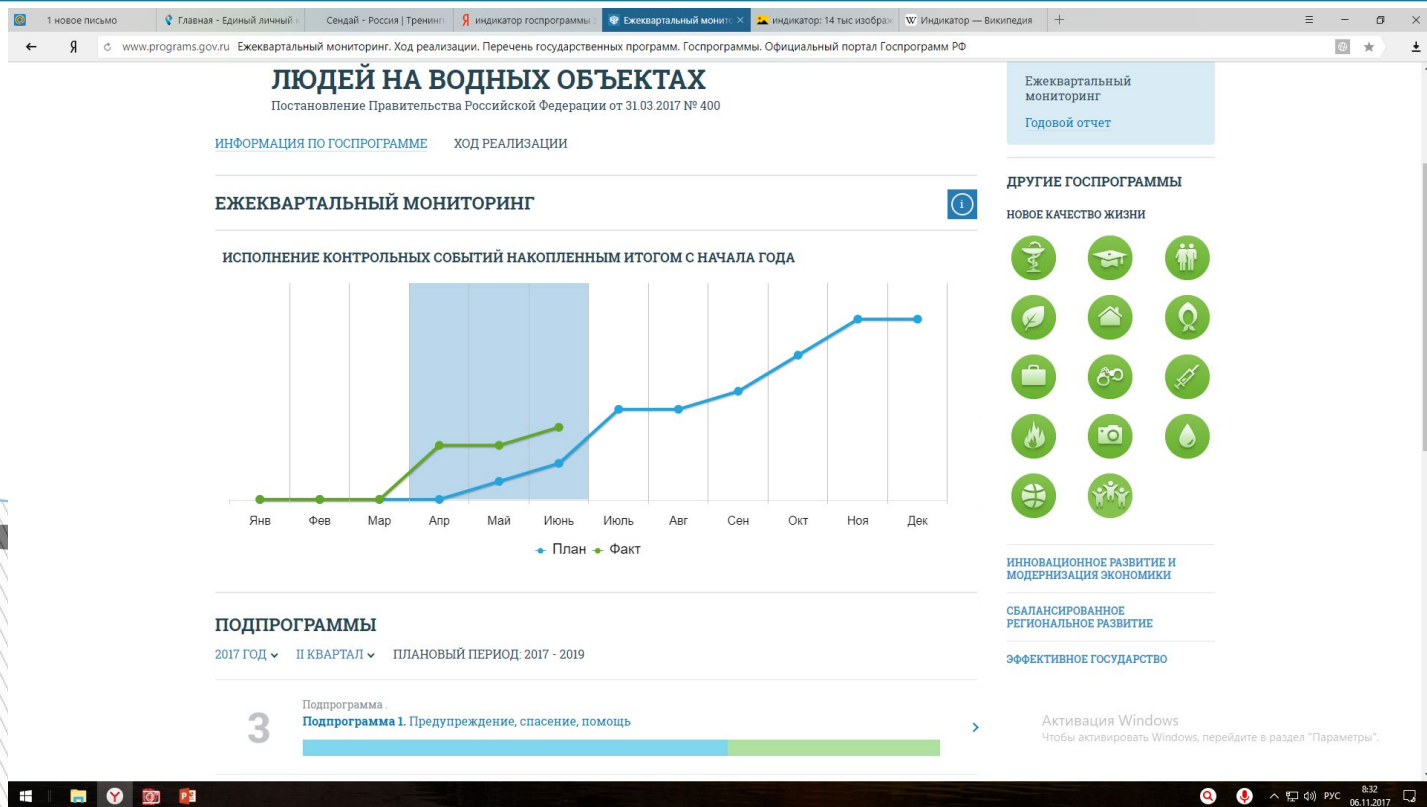 1 новое письмо
Главная - Единый личный
Сендай - Россия | Тренинг
индикатор госпрограммы
Ежеквартальный монито
индикатор: 14 тыс изображ
Индикатор — Википедия
www.programs.gov.ru Ежеквартальный мониторинг. Ход реализации. Перечень государственных программ. Госпрограммы. Официальный портал Госпрограмм РФ
ЛЮДЕЙ НА ВОДНЫХ ОБЪЕКТАХ
Постановление Правительства Российской Федерации от 31.03.2017 № 400
ИНФОРМАЦИЯ ПО ГОСПРОГРАММЕ ХОД РЕАЛИЗАЦИИ
ЕЖЕКВАРТАЛЬНЫЙ МОНИТОРИНГ
ИСПОЛНЕНИЕ КОНТРОЛЬНЫХ СОБЫТИЙ НАКОПЛЕННЫМ ИТОГОМ С НАЧАЛА ГОДА
Янв Фев Мар Апр Май Июнь Июль Авг Сен Окт Ноя Дек
План Факт
ПОДПРОГРАММЫ
2017 ГОД II КВАРТАЛ ПЛАНОВЫЙ ПЕРИОД: 2017 - 2019
3
Подпрограмма .
Подпрограмма 1. Предупреждение, спасение, помощь
Ежеквартальный
мониторинг
Годовой отчет
ДРУГИЕ ГОСПРОГРАММЫ
НОВОЕ КАЧЕСТВО ЖИЗНИ
ИННОВАЦИОННОЕ РАЗВИТИЕ И
МОДЕРНИЗАЦИЯ ЭКОНОМИКИ
СБАЛАНСИРОВАННОЕ
РЕГИОНАЛЬНОЕ РАЗВИТИЕ
ЭФФЕКТИВНОЕ ГОСУДАРСТВО
Активация Windows
Чтобы активировать Windows, перейдите в раздел "Параметры".
РУС
8:32
06.11.2017